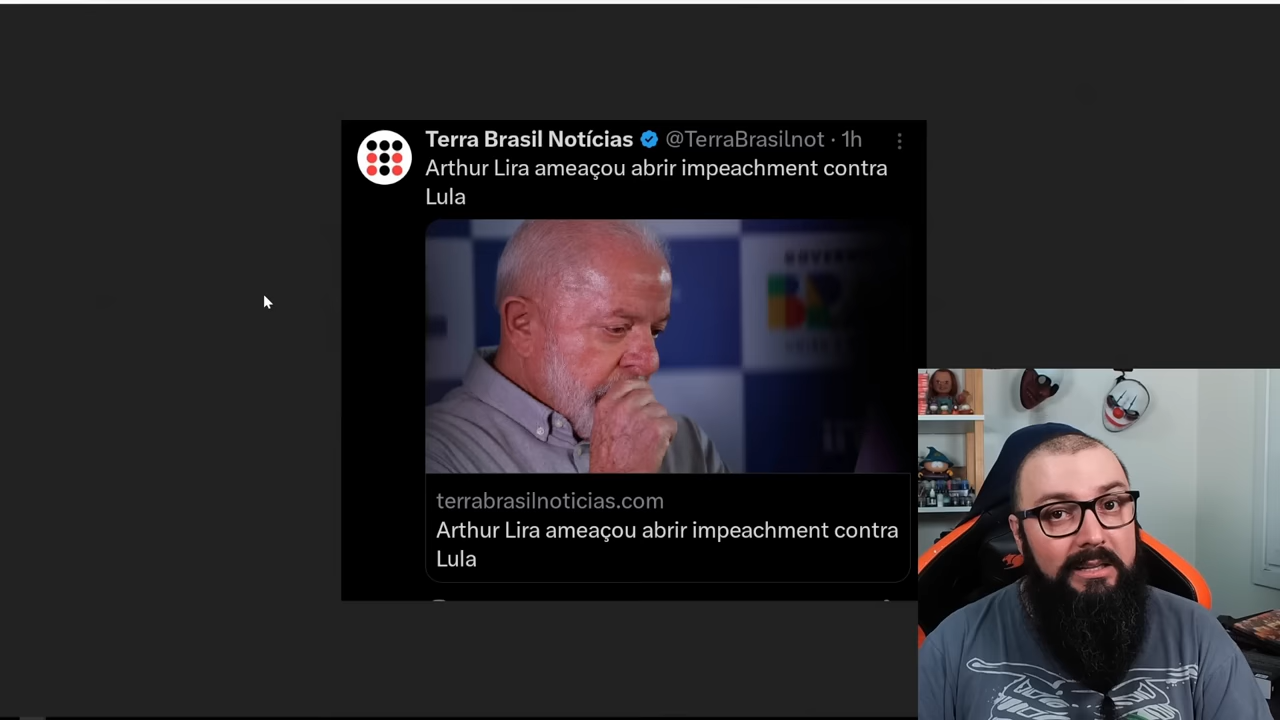 Terra Brasil Notícias @TerraBrasilnot · 1h
Arthur Lira ameaçou abrir impeachment contra
Lula
terrabrasilnoticias.com
Arthur Lira ameaçou abrir impeachment contra
Lula